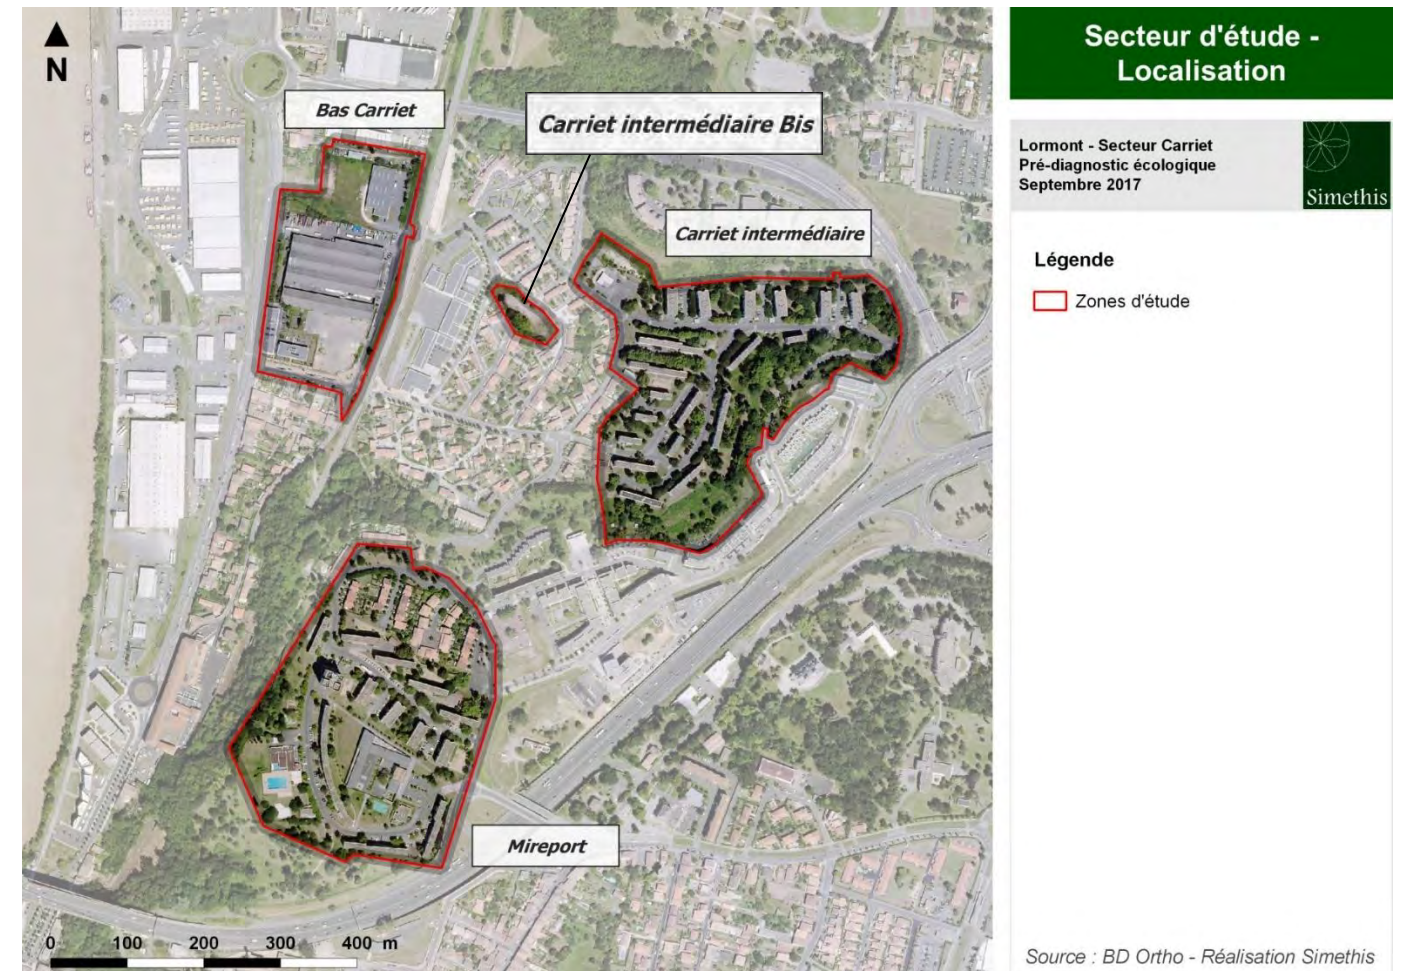 N
Bas Carriet
Carriet intermédiaire Bis
Carriet intermédiaire
Mireport
0 100 200 300 400 m
Secteur d'étude -
Localisation
Lormont - Secteur Carriet
Pré-diagnostic écologique
Septembre 2017
Simethis
Légende
Zones d'étude
Source : BD Ortho - Réalisation Simethis